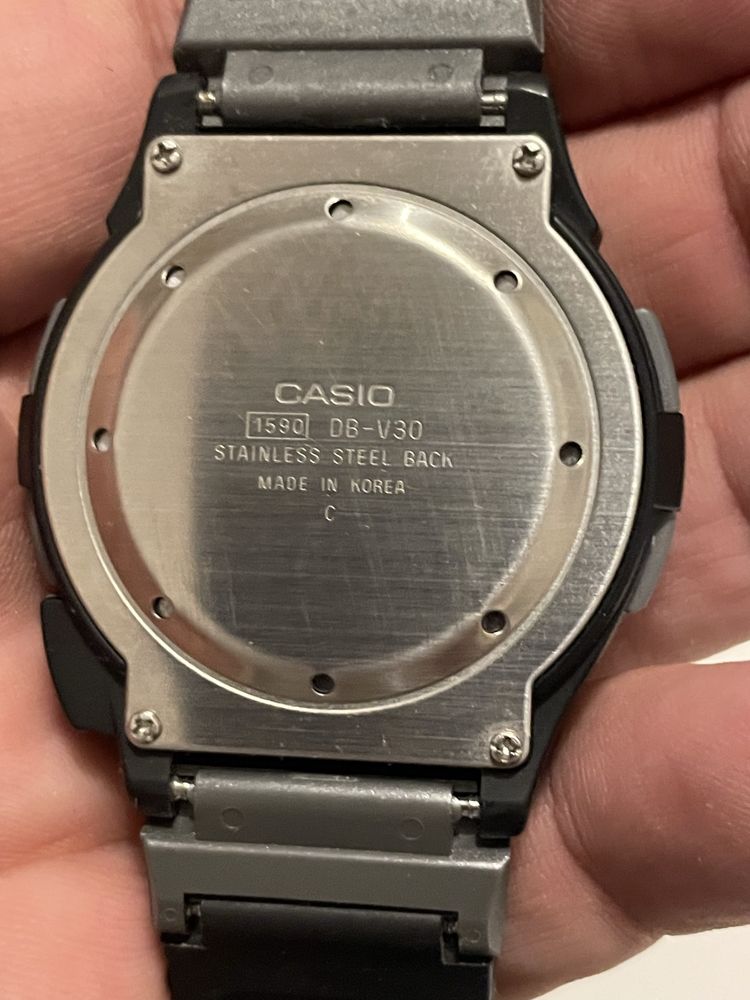 CASIO
1590 DB-V30
STAINLESS STEEL BACK
MADE IN KOREA
C